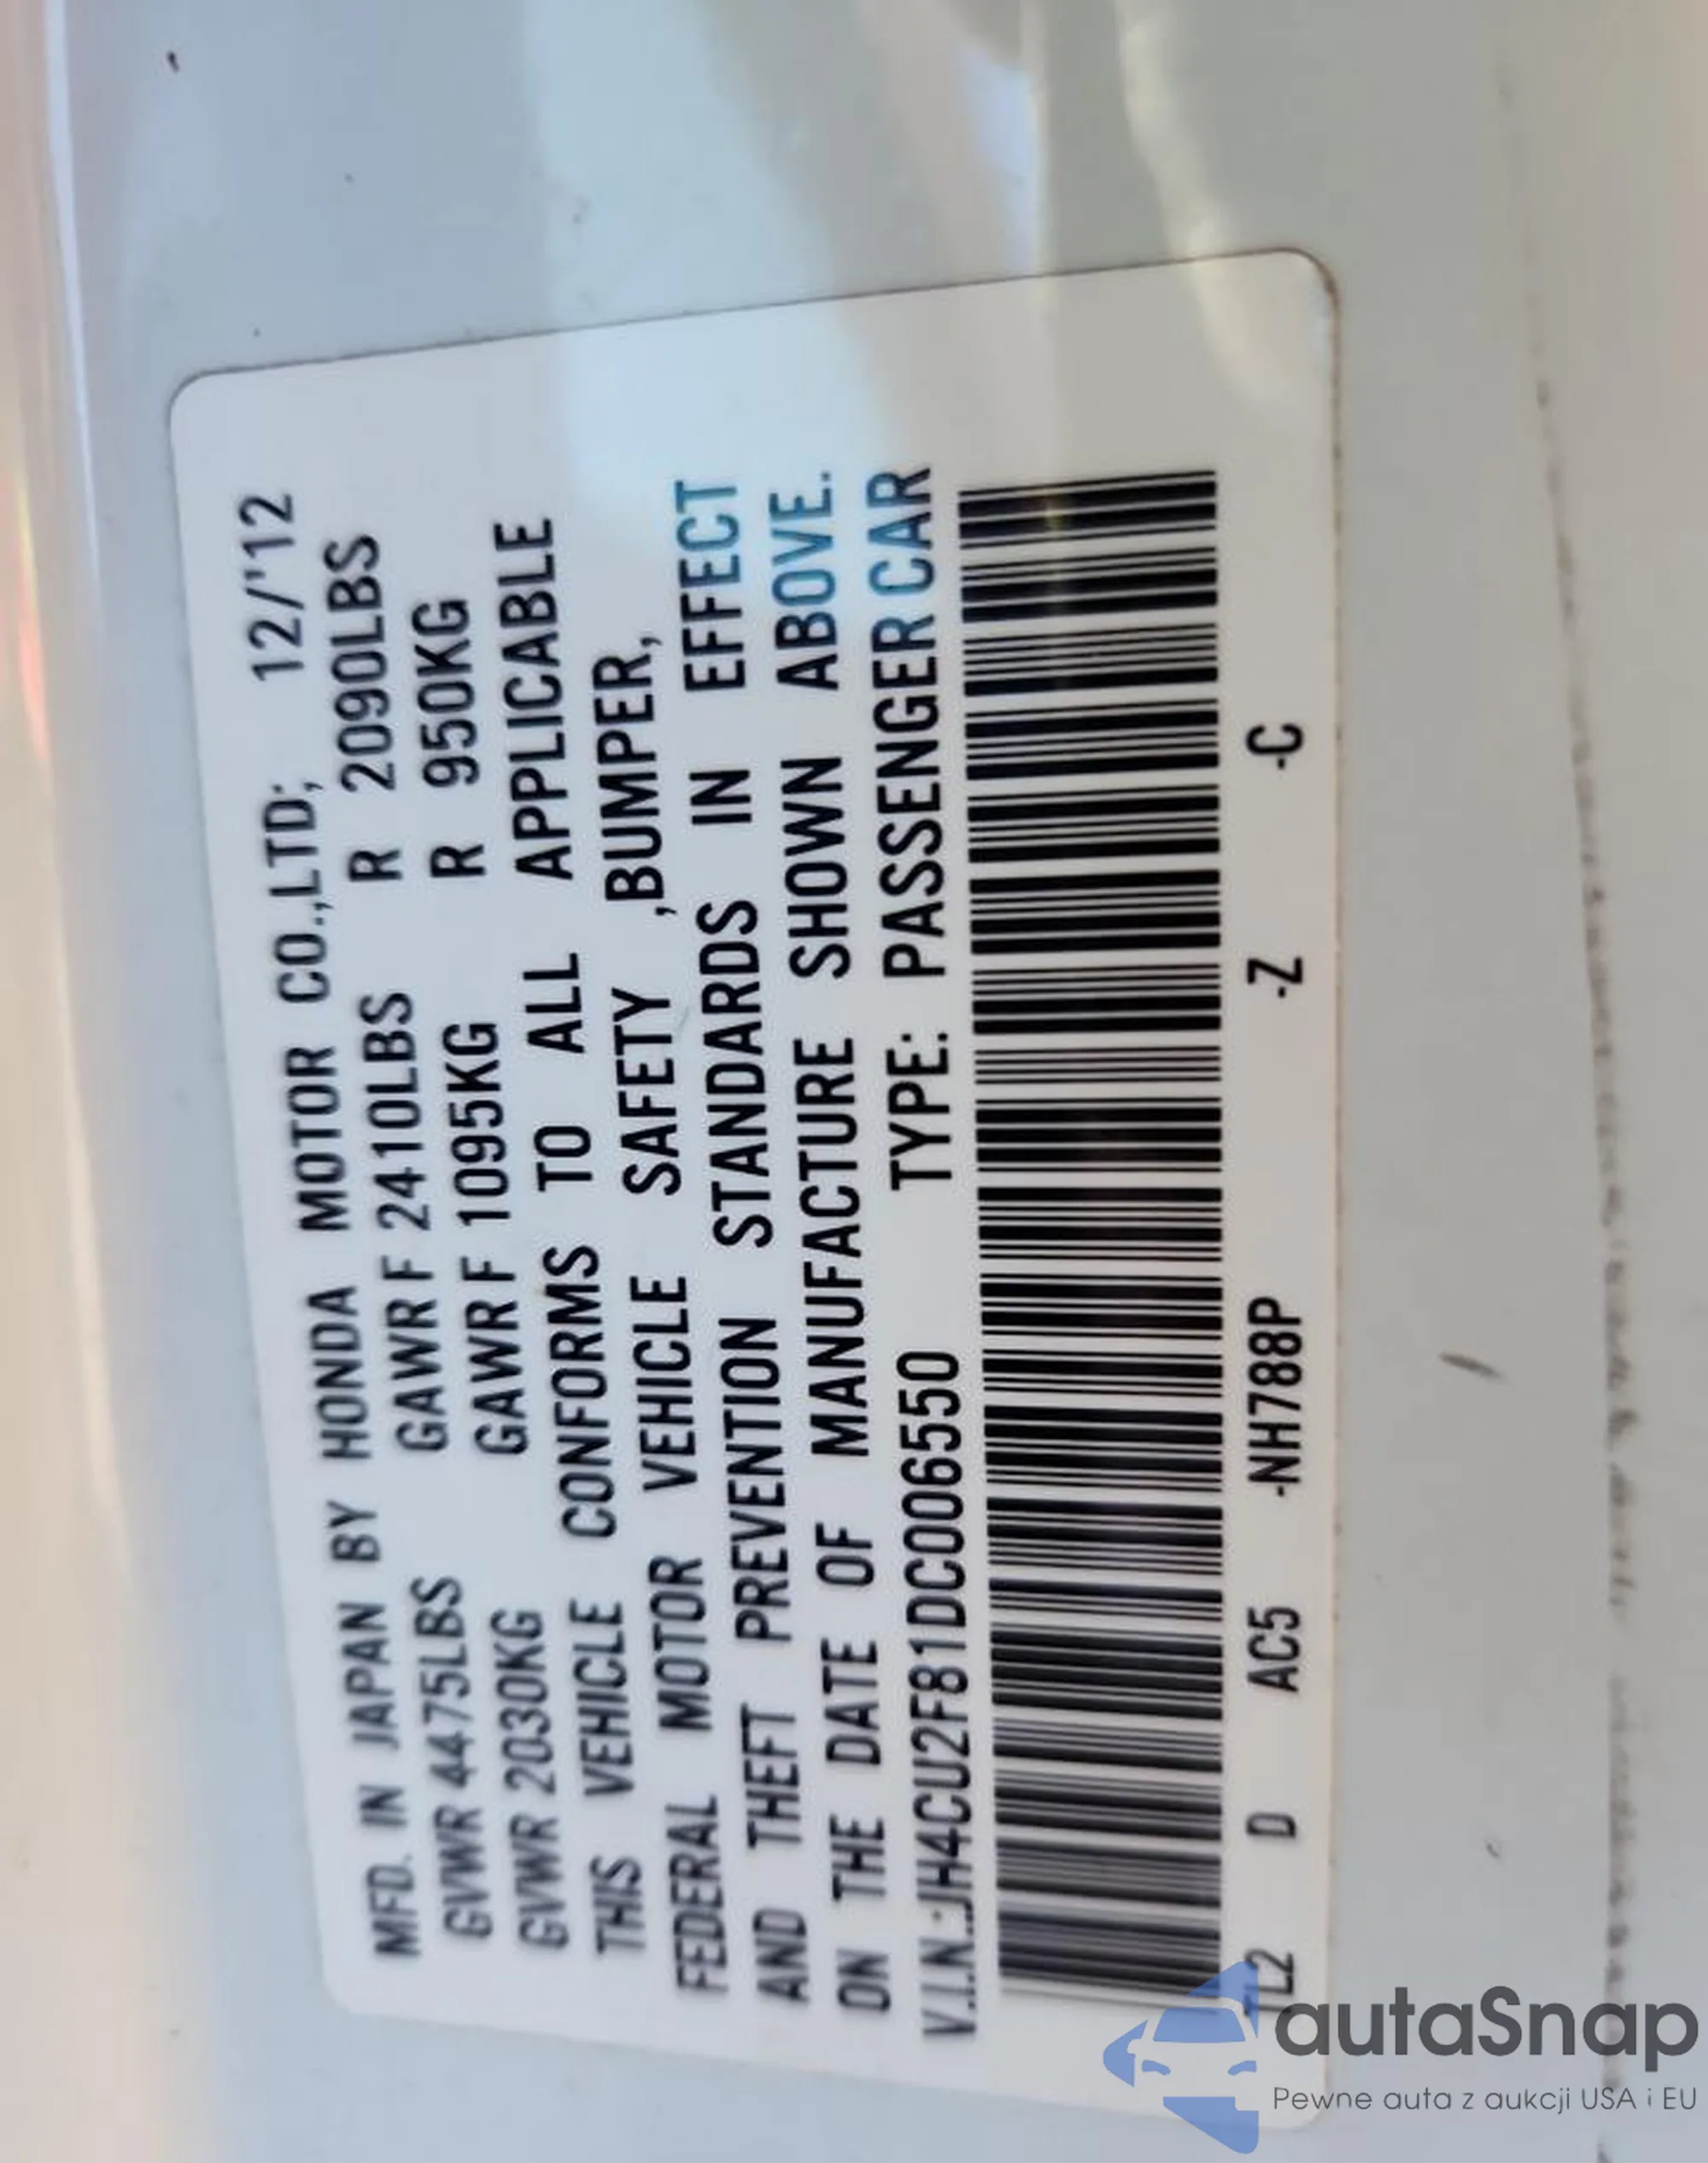 MFD. IN JAPAN BY HONDA MOTOR CO.,LTD; 12/'12
GVWR 4475LBS GAWR F 2410LBS R 2090LBS
GVWR 2030KG GAWR F 1095KG R 950KG
THIS VEHICLE CONFORMS TO ALL APPLICABLE
FEDERAL MOTOR VEHICLE SAFETY ,BUMPER,
AND THEFT PREVENTION STANDARDS IN EFFECT
ON THE DATE OF MANUFACTURE SHOWN ABOVE.
V.I.N.:JH4CU2F81DC006550 TYPE: PASSENGER CAR
TL2 D AC5 -NH788P -Z -C
autaSnap
Pewne auta z aukcji USA i EU